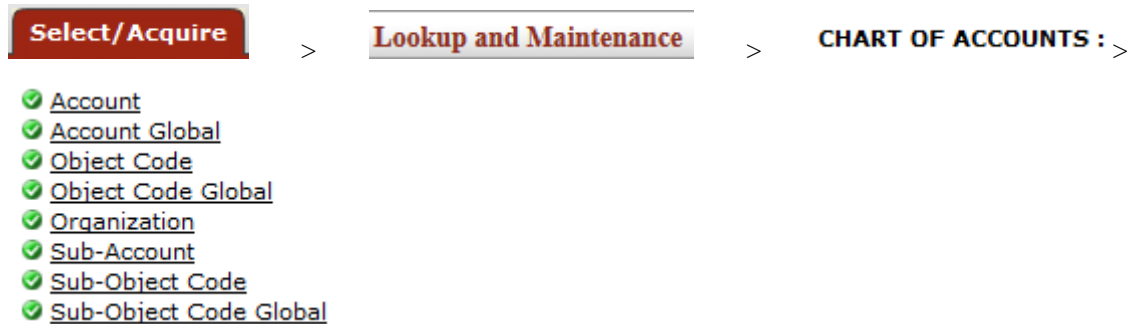 Select/Acquire > Lookup and Maintenance > CHART OF ACCOUNTS : >
Account
Account Global
Object Code
Object Code Global
Organization
Sub-Account
Sub-Object Code
Sub-Object Code Global